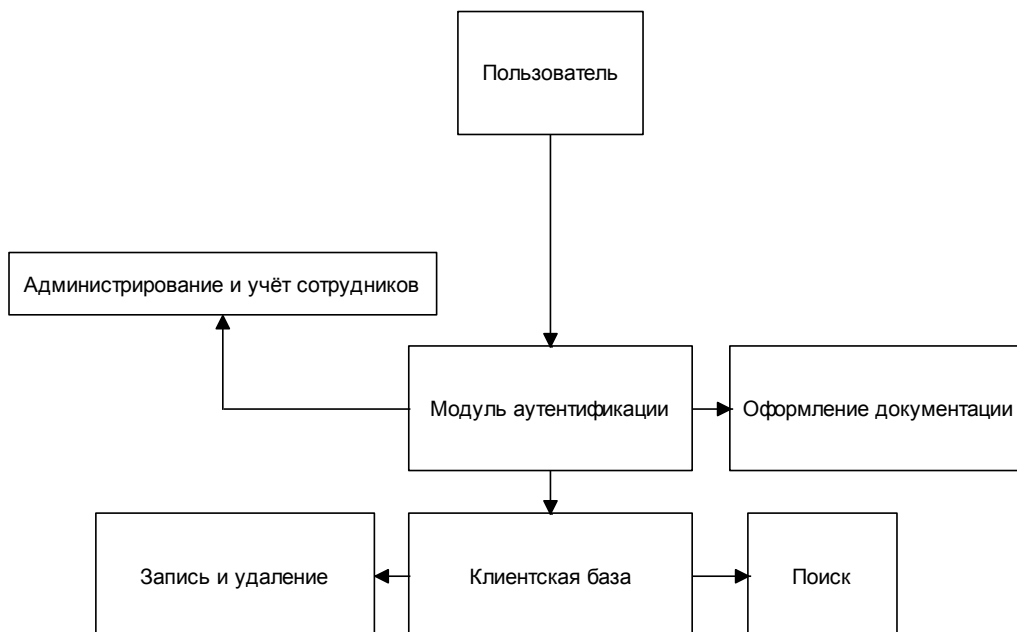 Пользователь
Администрирование и учёт сотрудников
Модуль аутентификации
Оформление документации
Запись и удаление
Клиентская база
Поиск